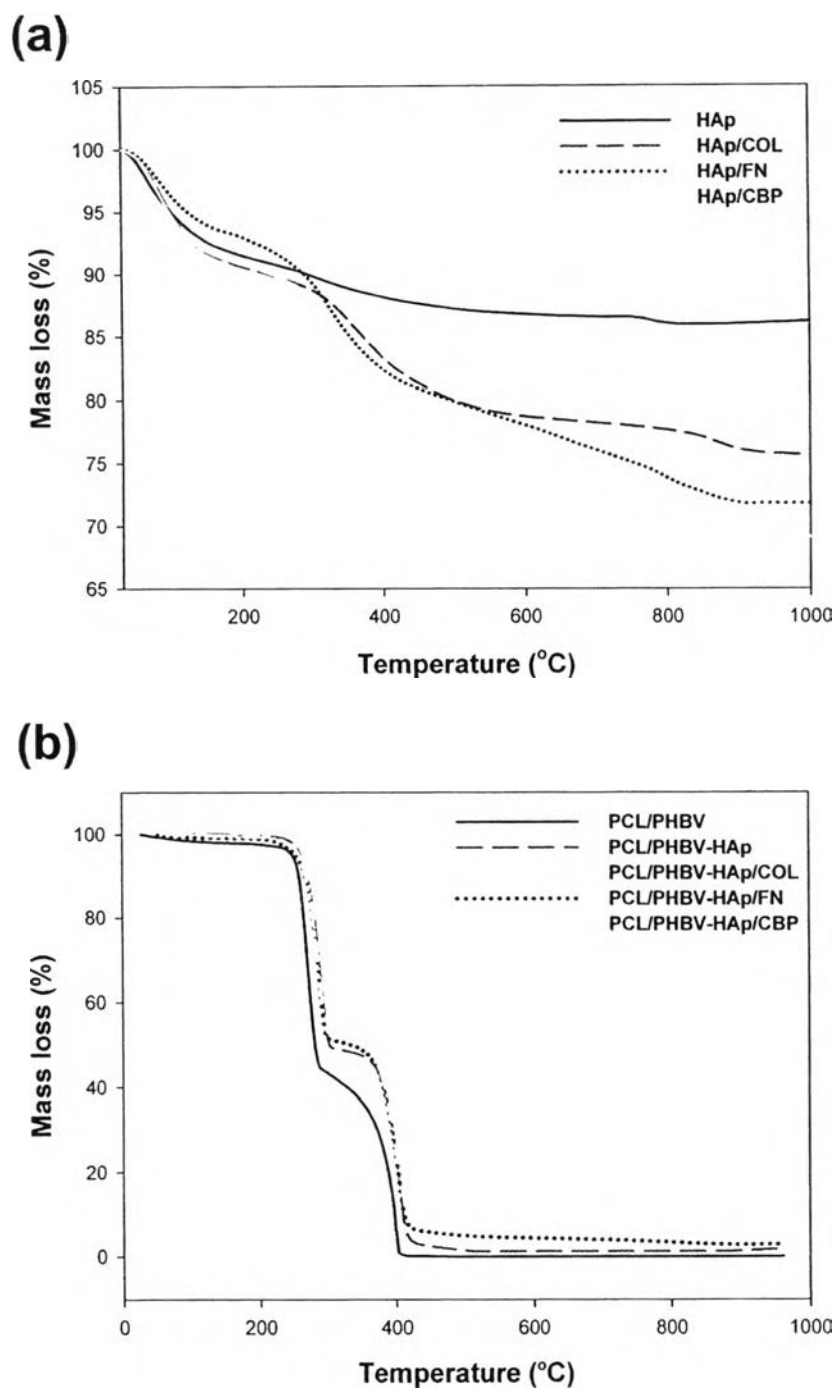 (a)
105
100
95
90
85
80
75
70
65
Mass loss (%)
HAp
HAp/COL
HAp/FN
HAp/CBP
200
400
600
800
1000
Temperature (°C)
(b)
100
80
60
40
20
0
Mass loss (%)
PCL/PHBV
PCL/PHBV-HAp
PCL/PHBV-HAp/COL
PCL/PHBV-HAp/FN
PCL/PHBV-HAp/CBP
0
200
400
600
800
1000
Temperature (°C)